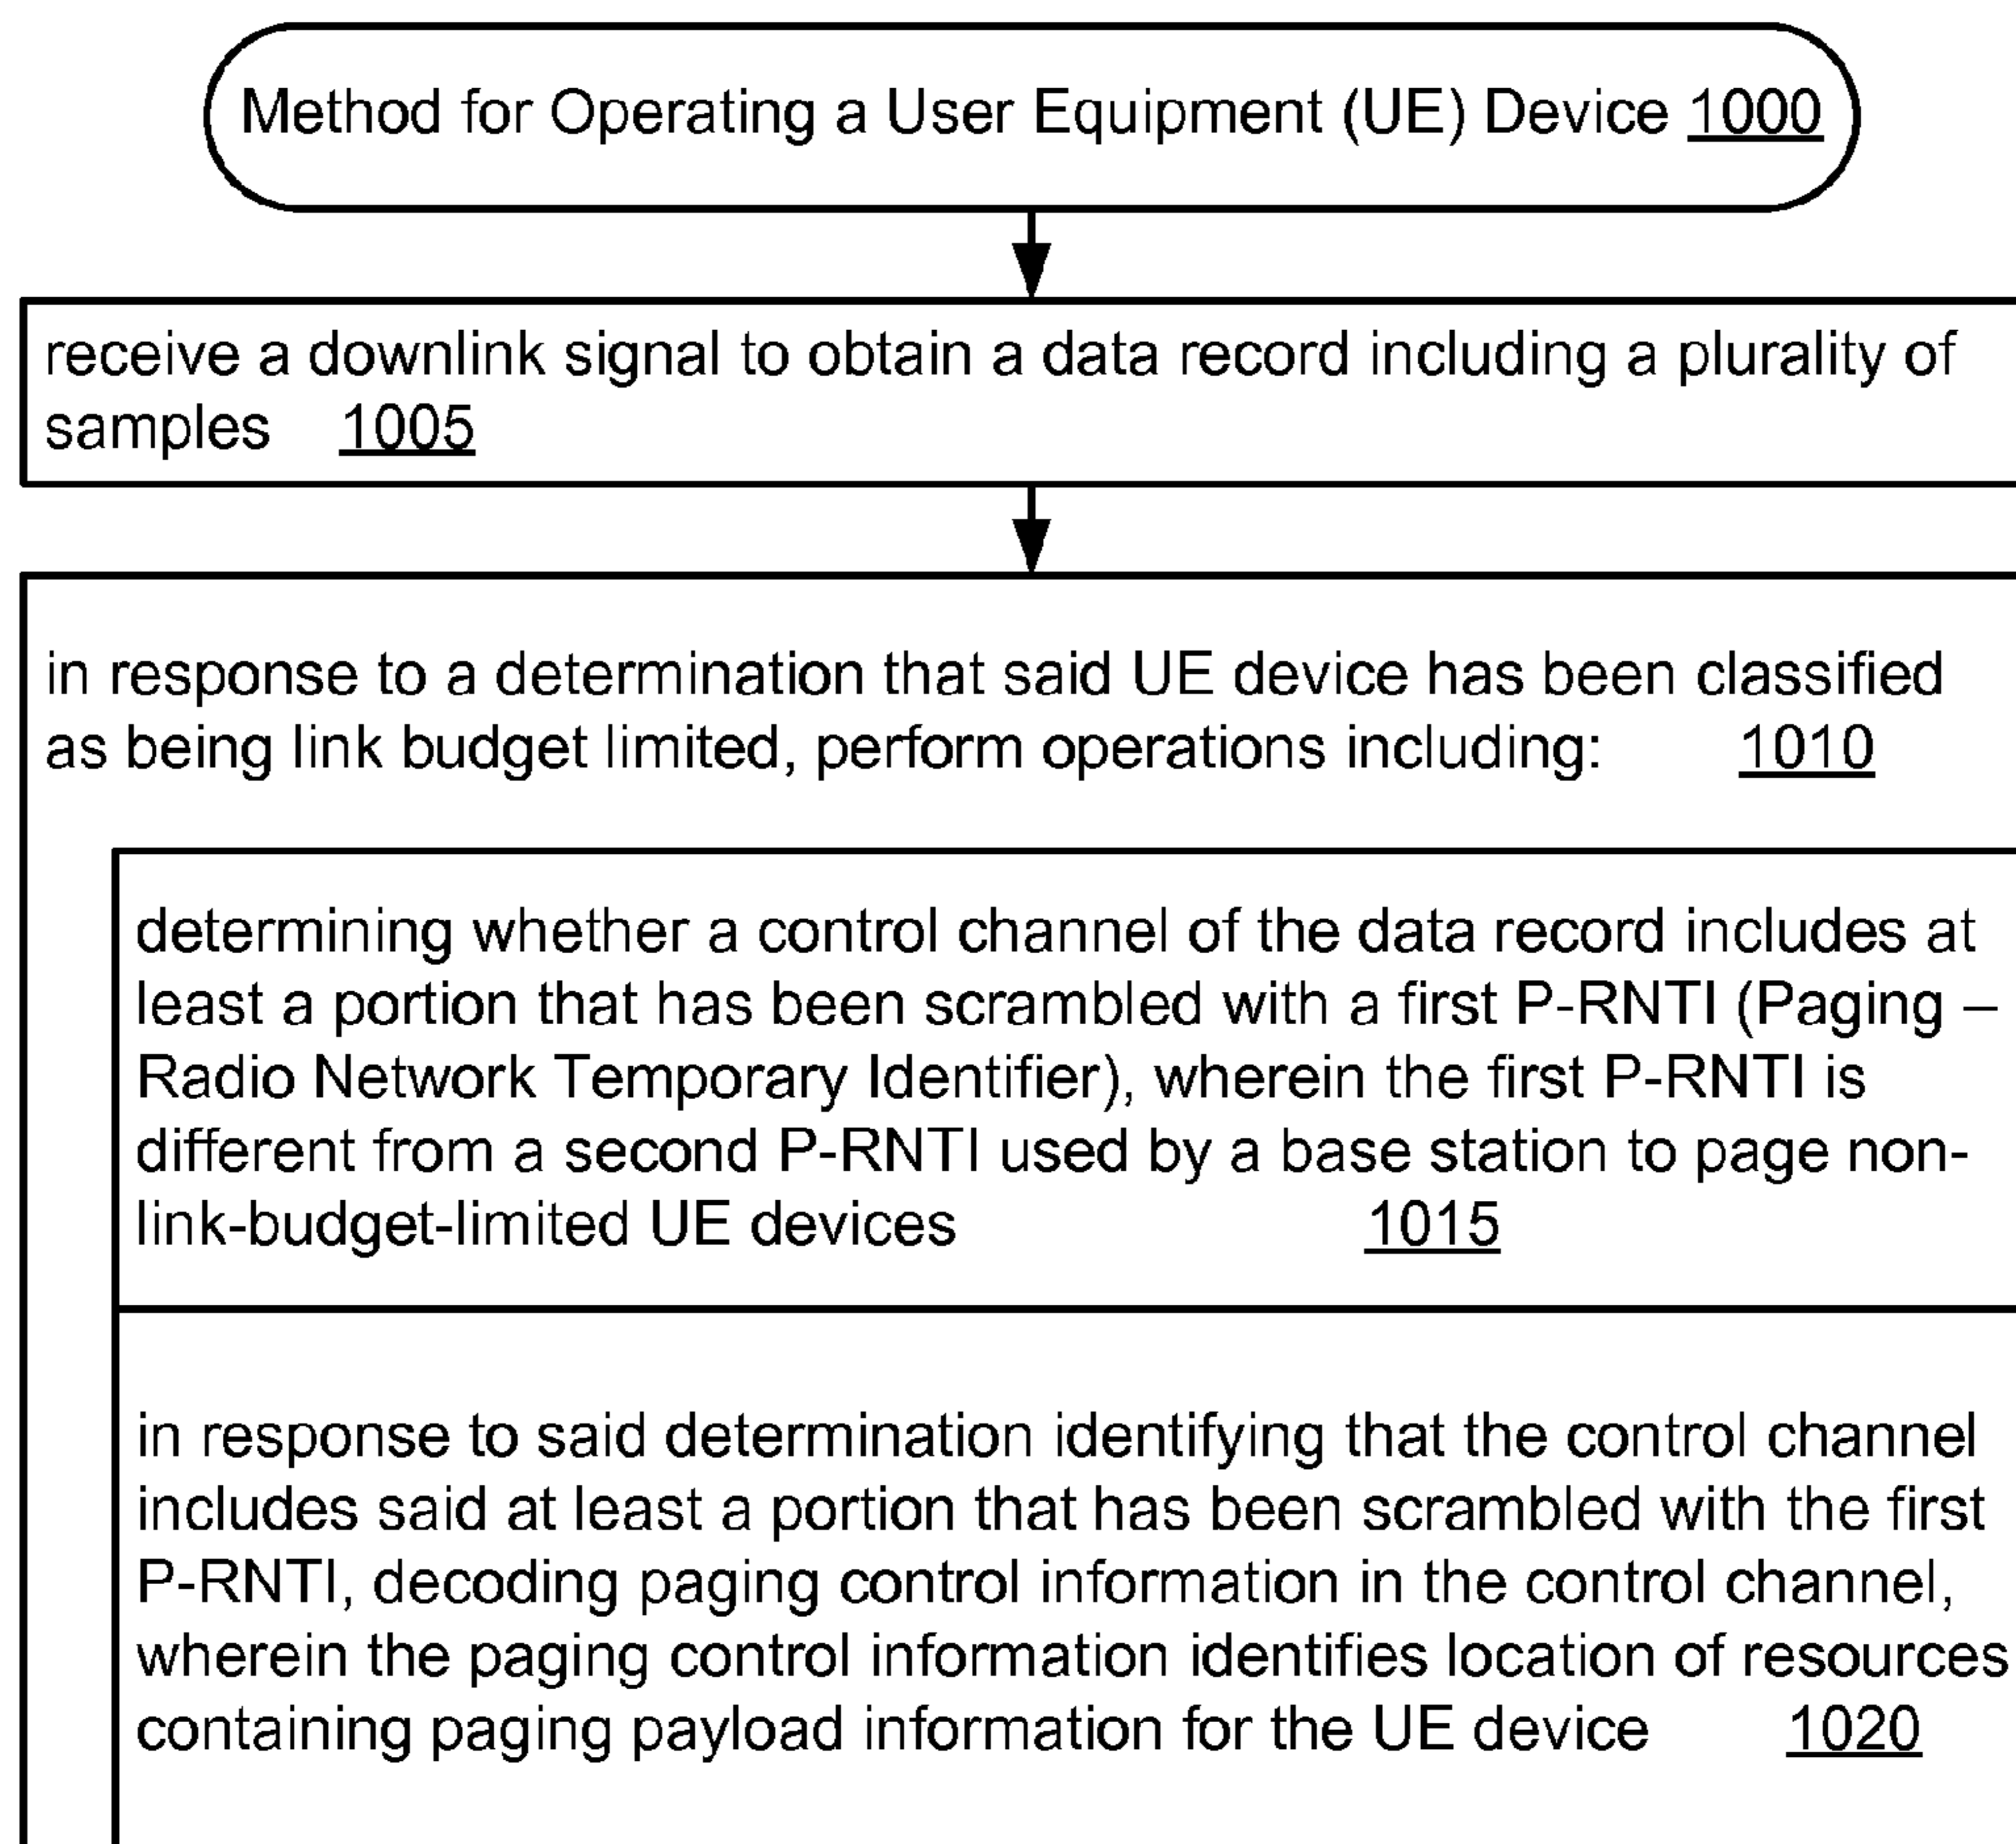 Method for Operating a User Equipment (UE) Device 1000
receive a downlink signal to obtain a data record including a plurality of
samples 1005
in response to a determination that said UE device has been classified
as being link budget limited, perform operations including: 1010
determining whether a control channel of the data record includes at
least a portion that has been scrambled with a first P-RNTI (Paging –
Radio Network Temporary Identifier), wherein the first P-RNTI is
different from a second P-RNTI used by a base station to page non-
link-budget-limited UE devices 1015
in response to said determination identifying that the control channel
includes said at least a portion that has been scrambled with the first
P-RNTI, decoding paging control information in the control channel,
wherein the paging control information identifies location of resources
containing paging payload information for the UE device 1020